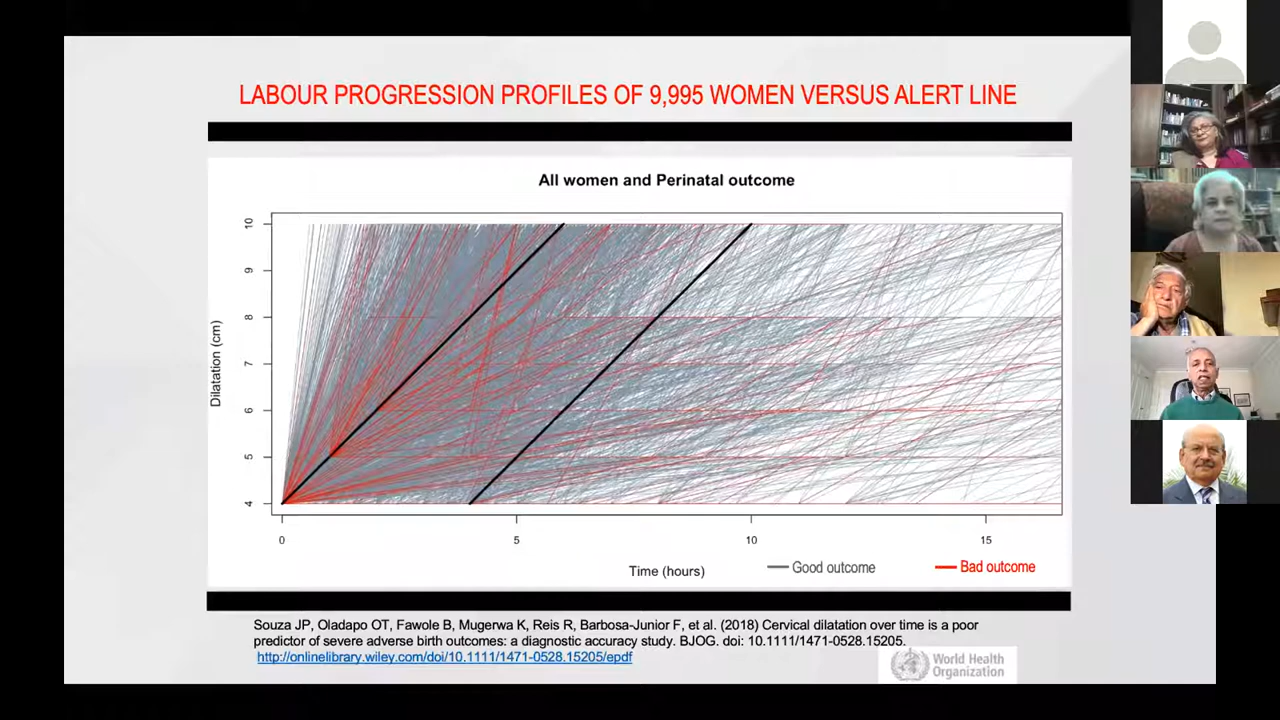 LABOUR PROGRESSION PROFILES OF 9,995 WOMEN VERSUS ALERT LINE
All women and Perinatal outcome
10
9
8
7
6
5
4
Dilatation (cm)
0 5 10 15
Time (hours)
Good outcome
Bad outcome
Souza JP, Oladapo OT, Fawole B, Mugerwa K, Reis R, Barbosa-Junior F, et al. (2018) Cervical dilatation over time is a poor
predictor of severe adverse birth outcomes: a diagnostic accuracy study. BJOG. doi: 10.1111/1471-0528.15205.
http://onlinelibrary.wiley.com/doi/10.1111/1471-0528.15205/epdf
World Health
Organization